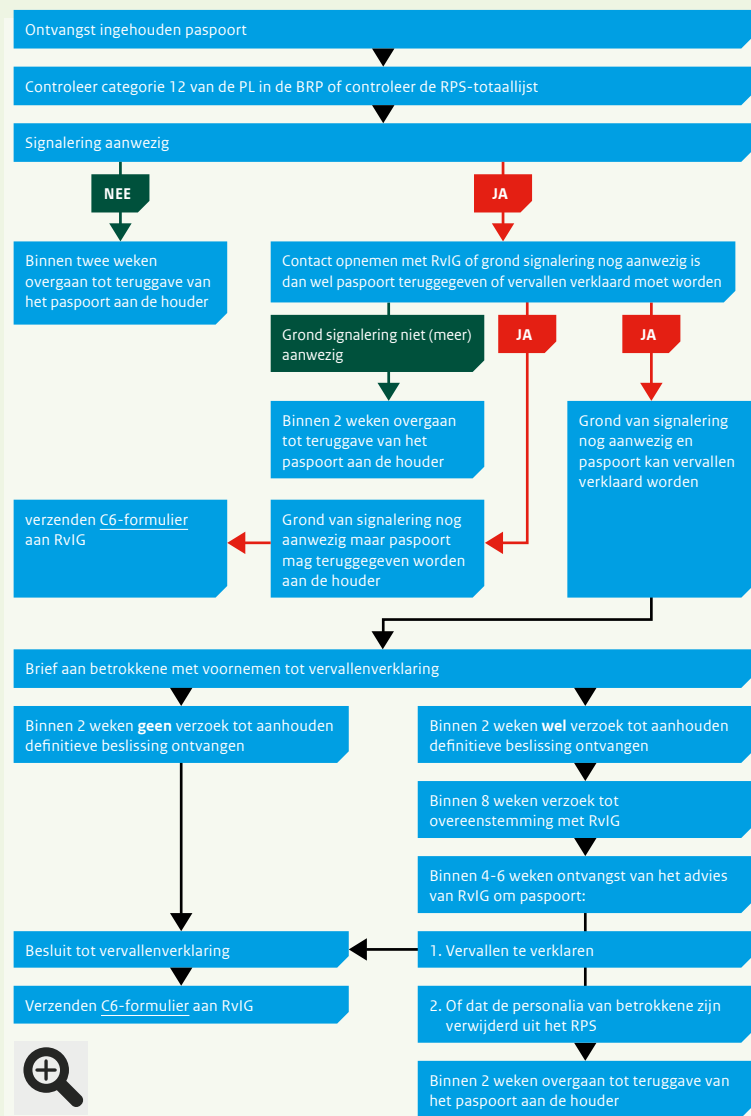 Ontvangst ingehouden paspoort
Controleer categorie 12 van de PL in de BRP of controleer de RPS-totaallijst
Signalering aanwezig
NEE
JA
Binnen twee weken
overgaan tot teruggave van
het paspoort aan de houder
Contact opnemen met RvIG of grond signalering nog aanwezig is
dan wel paspoort teruggegeven of vervallen verklaard moet worden
Grond signalering niet (meer)
aanwezig
JA
JA
Binnen 2 weken overgaan
tot teruggave van het
paspoort aan de houder
Grond van signalering
nog aanwezig en
paspoort kan vervallen
verklaard worden
verzenden C6-formulier
aan RvIG
Grond van signalering nog
aanwezig maar paspoort
mag teruggegeven worden
aan de houder
Brief aan betrokkene met voornemen tot vervallenverklaring
Binnen 2 weken geen verzoek tot aanhouden
definitieve beslissing ontvangen
Binnen 2 weken wel verzoek tot aanhouden
definitieve beslissing ontvangen
Binnen 8 weken verzoek tot
overeenstemming met RvIG
Binnen 4-6 weken ontvangst van het advies
van RvIG om paspoort:
Besluit tot vervallenverklaring
1. Vervallen te verklaren
Verzenden C6-formulier aan RvIG
2. Of dat de personalia van betrokkene zijn
verwijderd uit het RPS
Binnen 2 weken overgaan tot teruggave van
het paspoort aan de houder